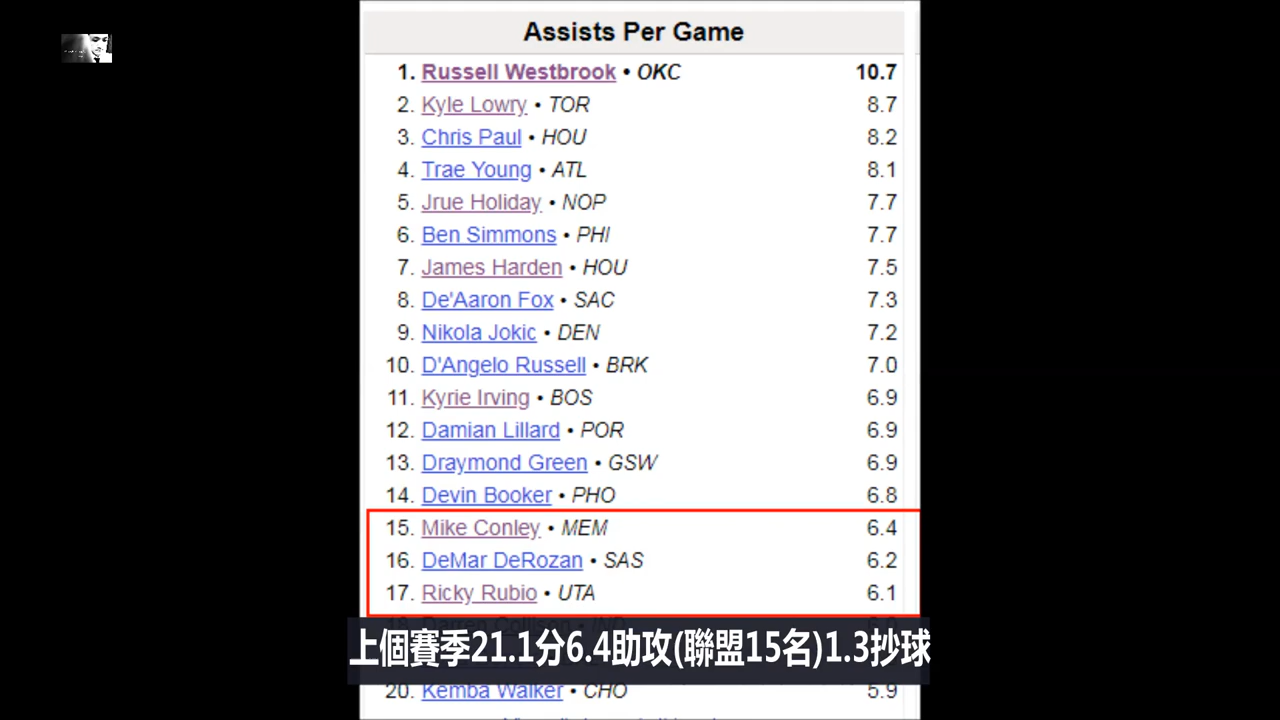 Assists Per Game
1. Russell Westbrook • OKC 10.7
2. Kyle Lowry • TOR 8.7
3. Chris Paul • HOU 8.2
4. Trae Young • ATL 8.1
5. Jrue Holiday • NOP 7.7
6. Ben Simmons • PHI 7.7
7. James Harden • HOU 7.5
8. De'Aaron Fox • SAC 7.3
9. Nikola Jokic • DEN 7.2
10. D'Angelo Russell • BRK 7.0
11. Kyrie Irving • BOS 6.9
12. Damian Lillard • POR 6.9
13. Draymond Green • GSW 6.9
14. Devin Booker • PHO 6.8
15. Mike Conley • MEM 6.4
16. DeMar DeRozan • SAS 6.2
17. Ricky Rubio • UTA 6.1
上個賽季21.1分6.4助攻(聯盟15名)1.3抄球
20. Kemba Walker • CHO 5.9